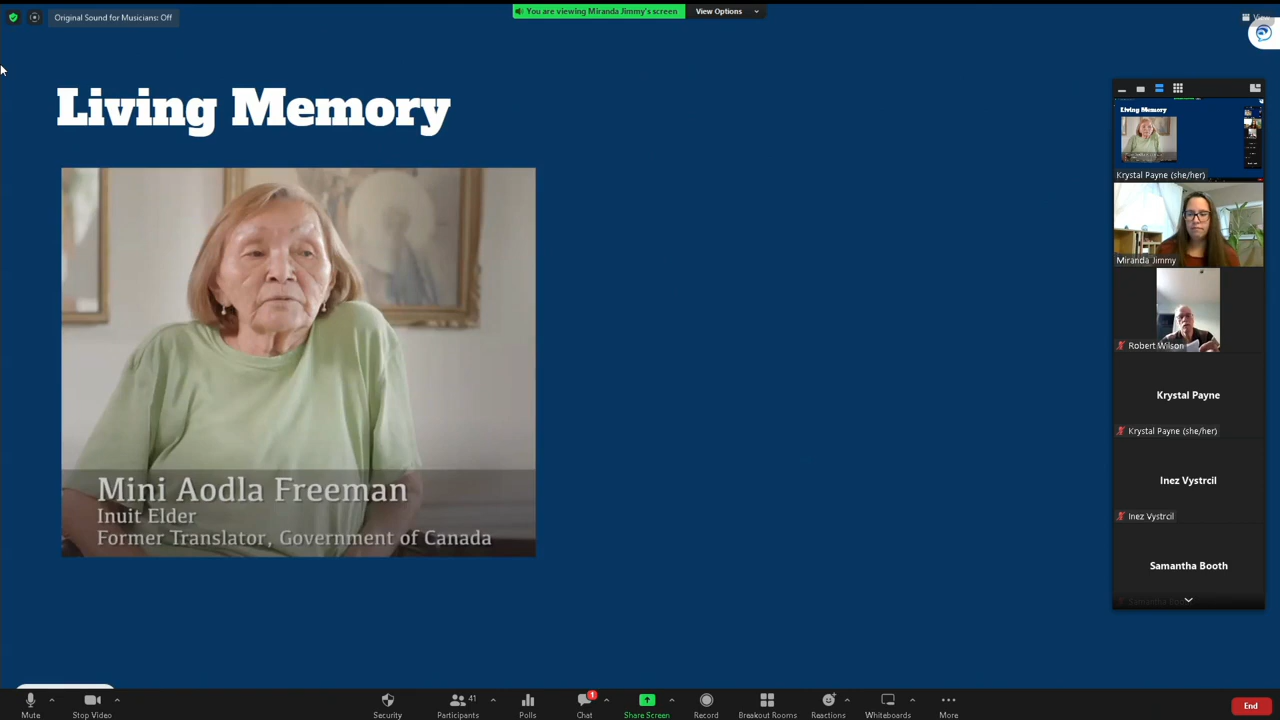 Original Sound for Musicians: Off
You are viewing Miranda Jimmy's screen
View Options
View
Living Memory
Mini Aodla Freeman
Inuit Elder
Former Translator, Government of Canada
Living Memory
Krystal Payne (she/her)
Miranda Jimmy
Robert Wilson
Krystal Payne
Krystal Payne (she/her)
Inez Vystrcil
Inez Vystrcil
Samantha Booth
Mute
Stop Video
Security
Participants
41
Polls
Chat
1
Share Screen
Record
Breakout Rooms
Reactions
Whiteboards
More
End